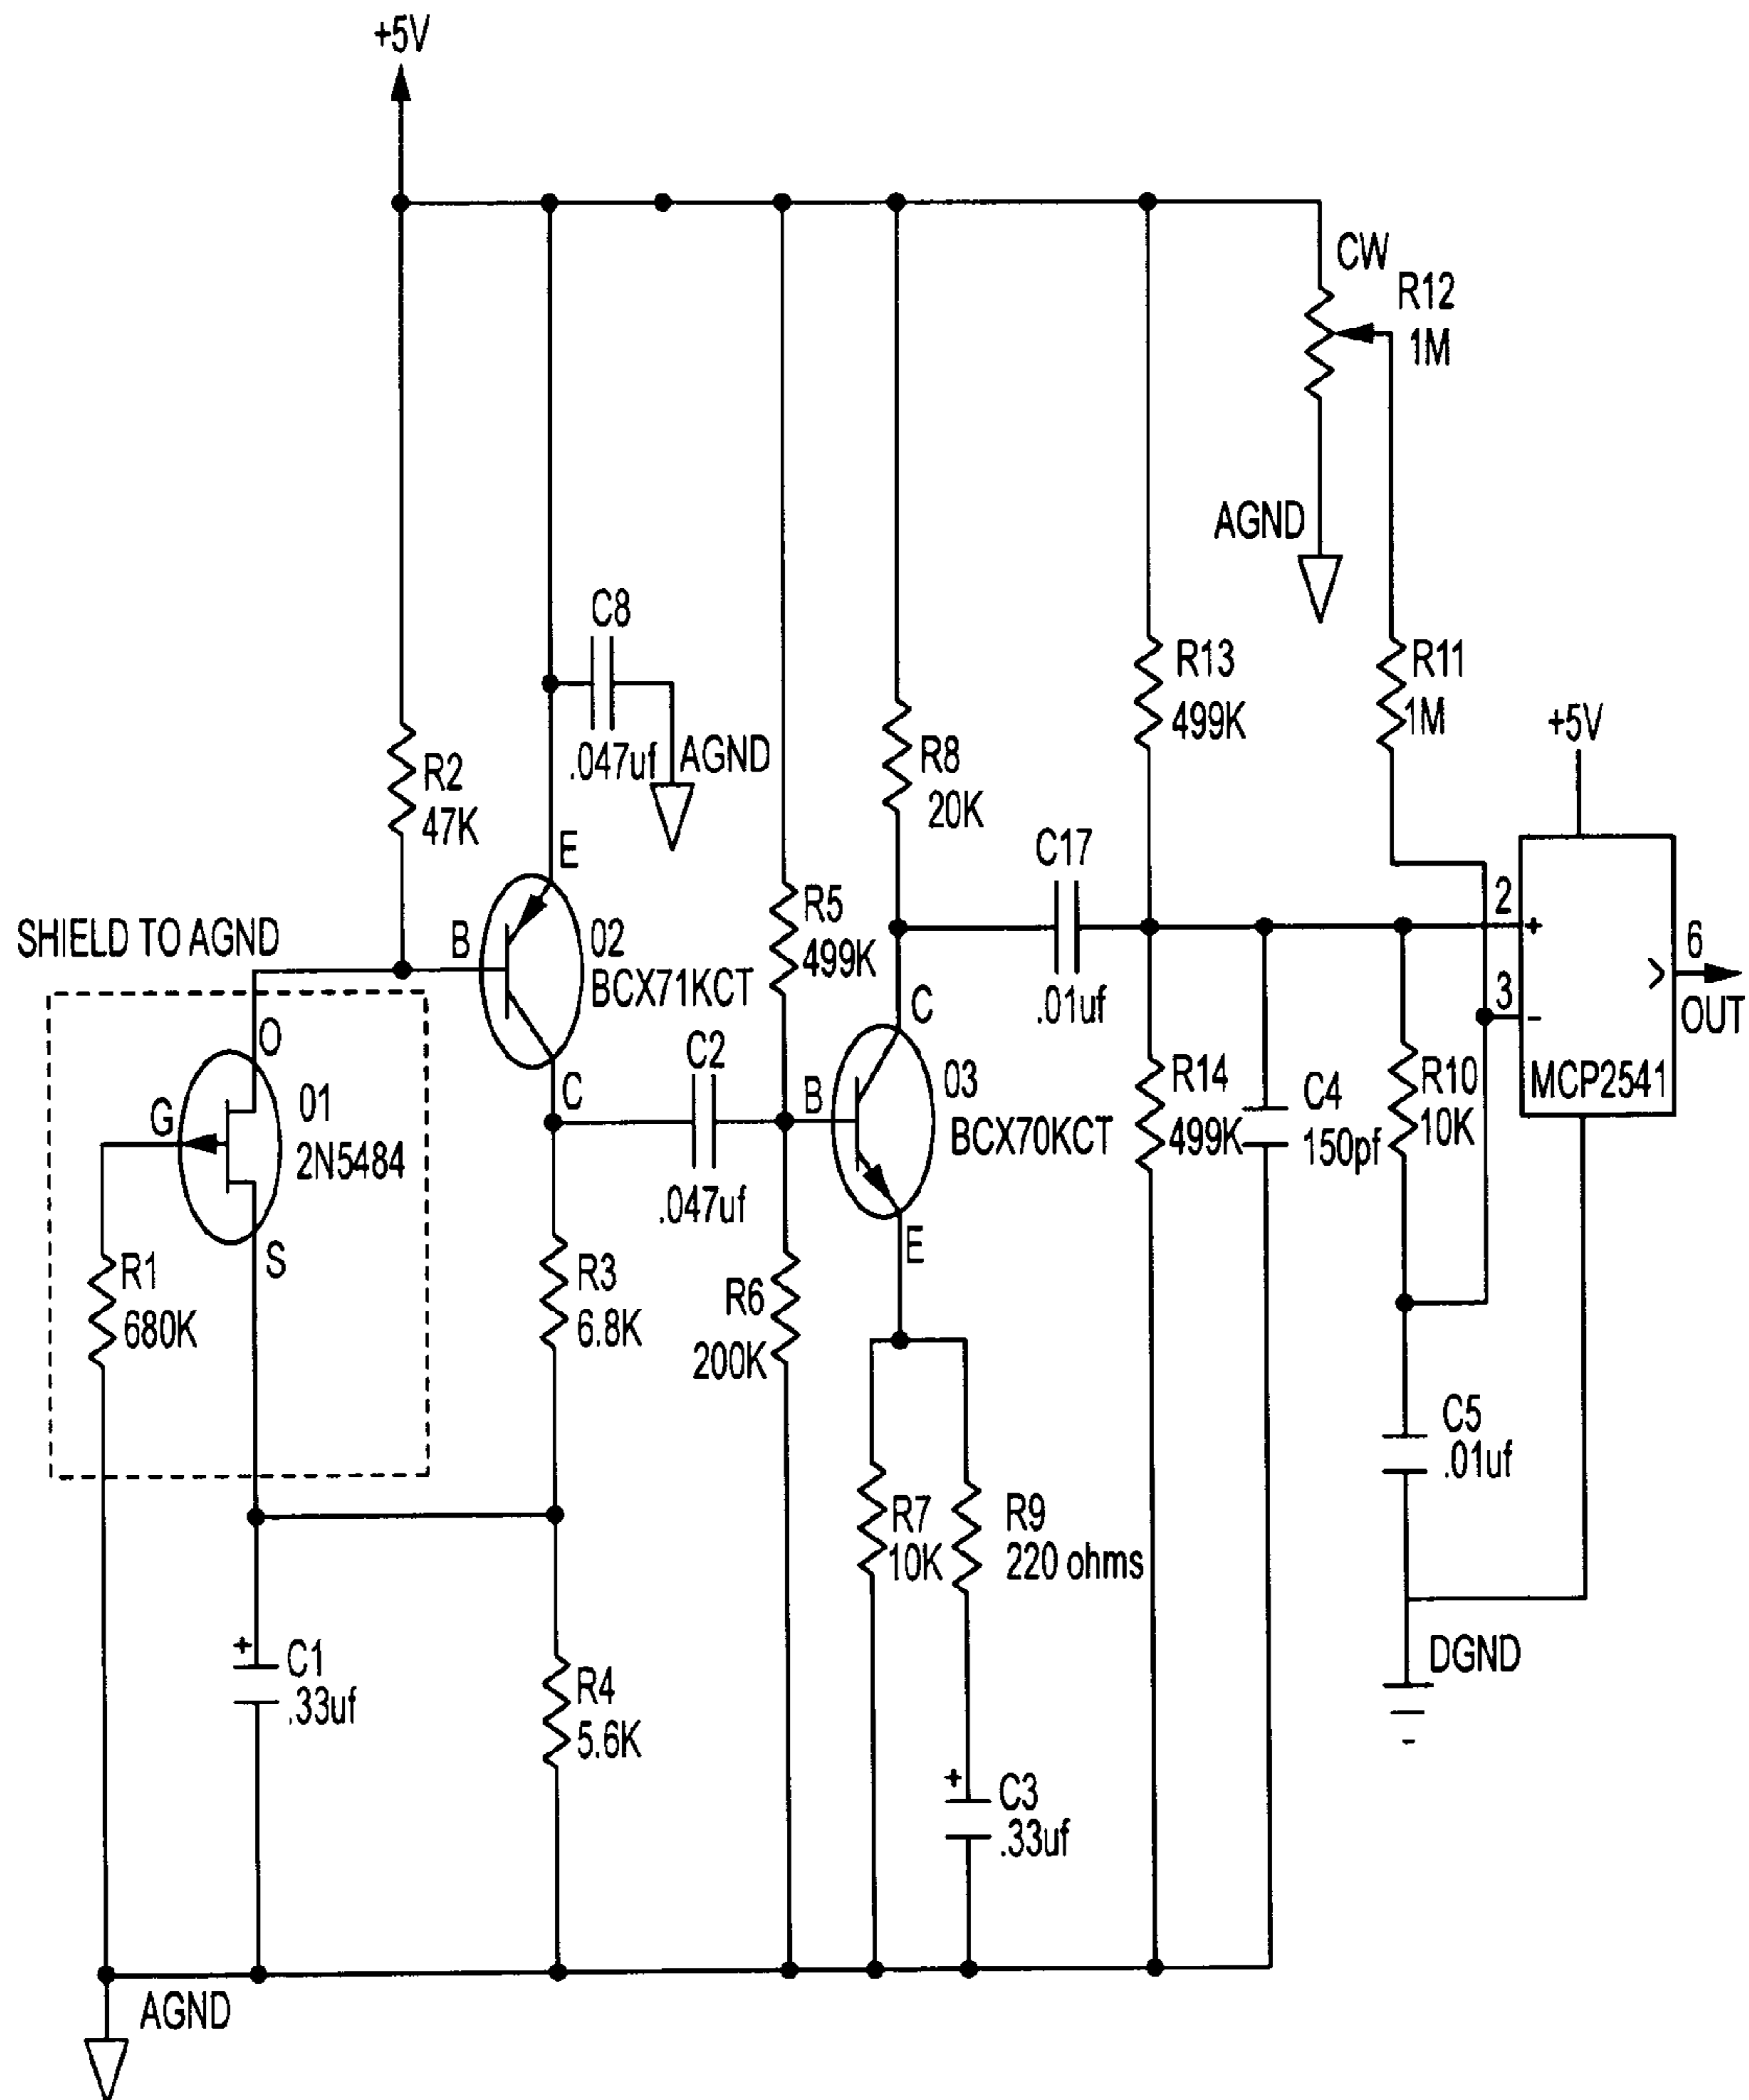 +5V
CW
R12
1M
AGND
C8
.047uf
AGND
R13
499K
R11
1M
+5V
R2
47K
R8
20K
E
C17
.01uf
2
+
SHIELD TO AGND
B
02
BCX71KCT
R5
499K
6
>
OUT
3
-
O
C
C
C2
.047uf
B
03
BCX70KCT
R14
499K
C4
150pf
R10
10K
MCP2541
G
01
2N5484
S
E
R1
680K
R3
6.8K
R6
200K
C5
.01uf
R7
10K
R9
220 ohms
+
C1
.33uf
R4
5.6K
DGND
+
C3
.33uf
AGND